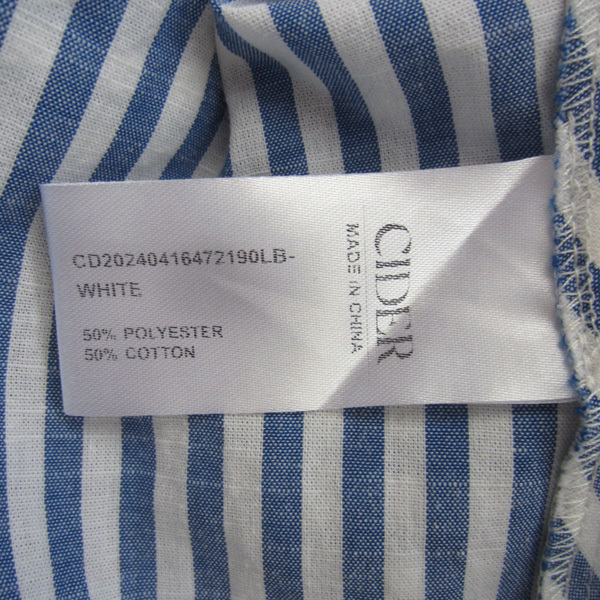 CD20240416472190LB-
WHITE
50% POLYESTER
50% COTTON
CIDER
MADE IN CHINA